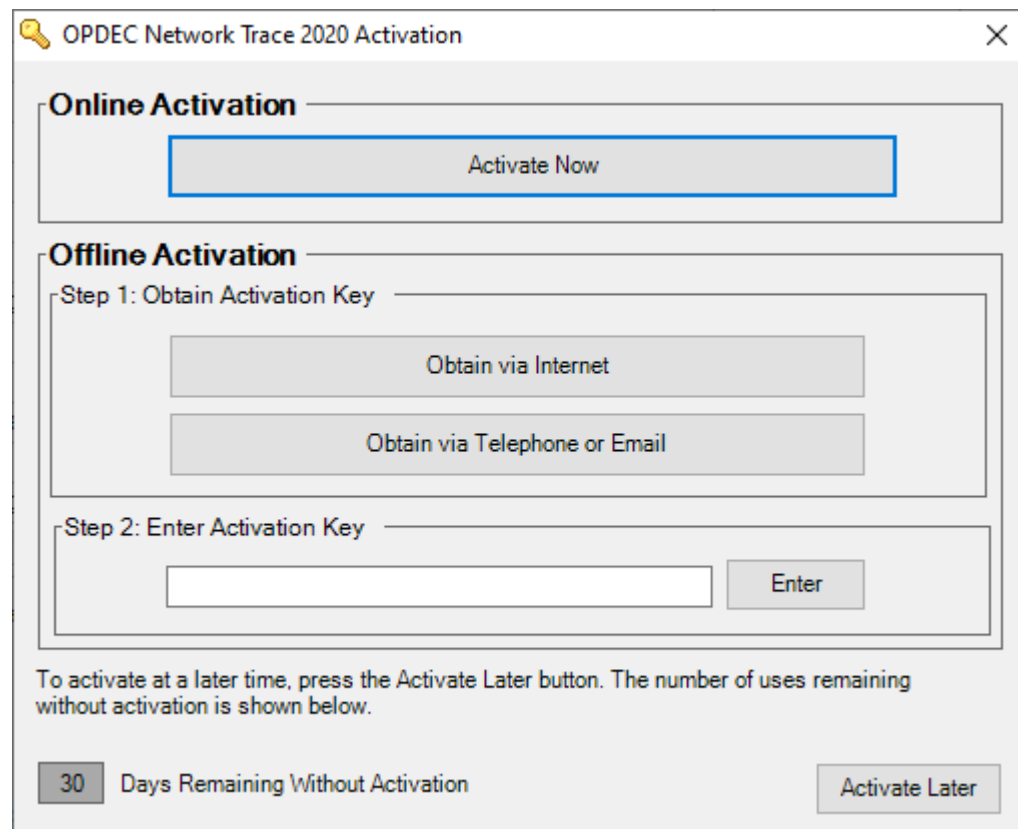 OPDEC Network Trace 2020 Activation
Online Activation
Activate Now
Offline Activation
Step 1: Obtain Activation Key
Obtain via Internet
Obtain via Telephone or Email
Step 2: Enter Activation Key
Enter
To activate at a later time, press the Activate Later button. The number of uses remaining
without activation is shown below.
30 Days Remaining Without Activation
Activate Later